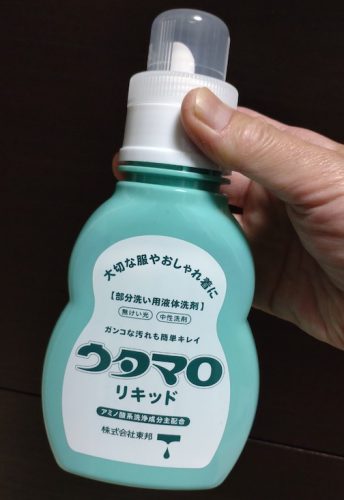 大切な服やおしゃれ着に
【部分洗い用液体洗剤】
無けい光 中性洗剤
ガンコな汚れも簡単キレイ
ウタマロ
リキッド
アミノ酸系洗浄成分主配合
株式会社東邦